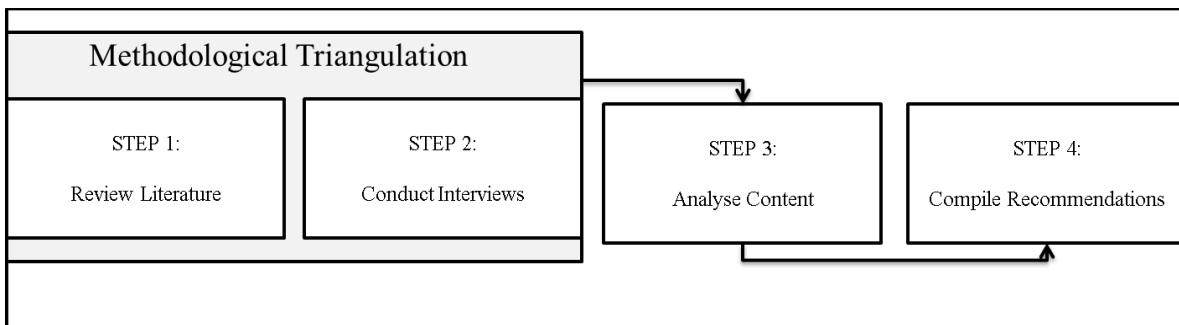 Methodological Triangulation
STEP 1:
Review Literature
STEP 2:
Conduct Interviews
STEP 3:
Analyse Content
STEP 4:
Compile Recommendations